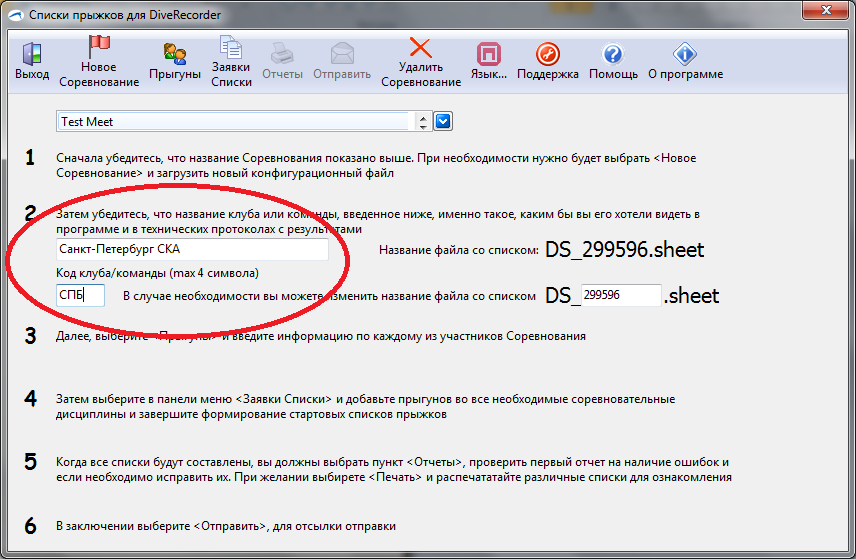 Списки прыжков для DiveRecorder
Выход
Новое
Соревнование
Прыгуны
Заявки
Списки
Отчеты
Отправить
Удалить
Соревнование
Язык...
Поддержка
Помощь
О программе
Test Meet
1 Сначала убедитесь, что название Соревнования показано выше. При необходимости нужно будет выбрать <Новое
Соревнование> и загрузить новый конфигурационный файл
2 Затем убедитесь, что название клуба или команды, введенное ниже, именно такое, каким бы вы его хотели видеть в
программе и в технических протоколах с результатами
Санкт-Петербург СКА Название файла со списком: DS_299596.sheet
Код клуба/команды (max 4 символа)
СПБ В случае необходимости вы можете изменить название файла со списком DS_ 299596 .sheet
3 Далее, выберите <Прыгуны> и введите информацию по каждому из участников Соревнования
4 Затем выберите в панели меню <Заявки Списки> и добавьте прыгунов во все необходимые соревновательные
дисциплины и завершите формирование стартовых списков прыжков
5 Когда все списки будут составлены, вы должны выбрать пункт <Отчеты>, проверить первый отчет на наличие ошибок и
если необходимо исправить их. При желании выбирете <Печать> и распечататайте различные списки для ознакомления
6 В заключении выберите <Отправить>, для отсылки отправки